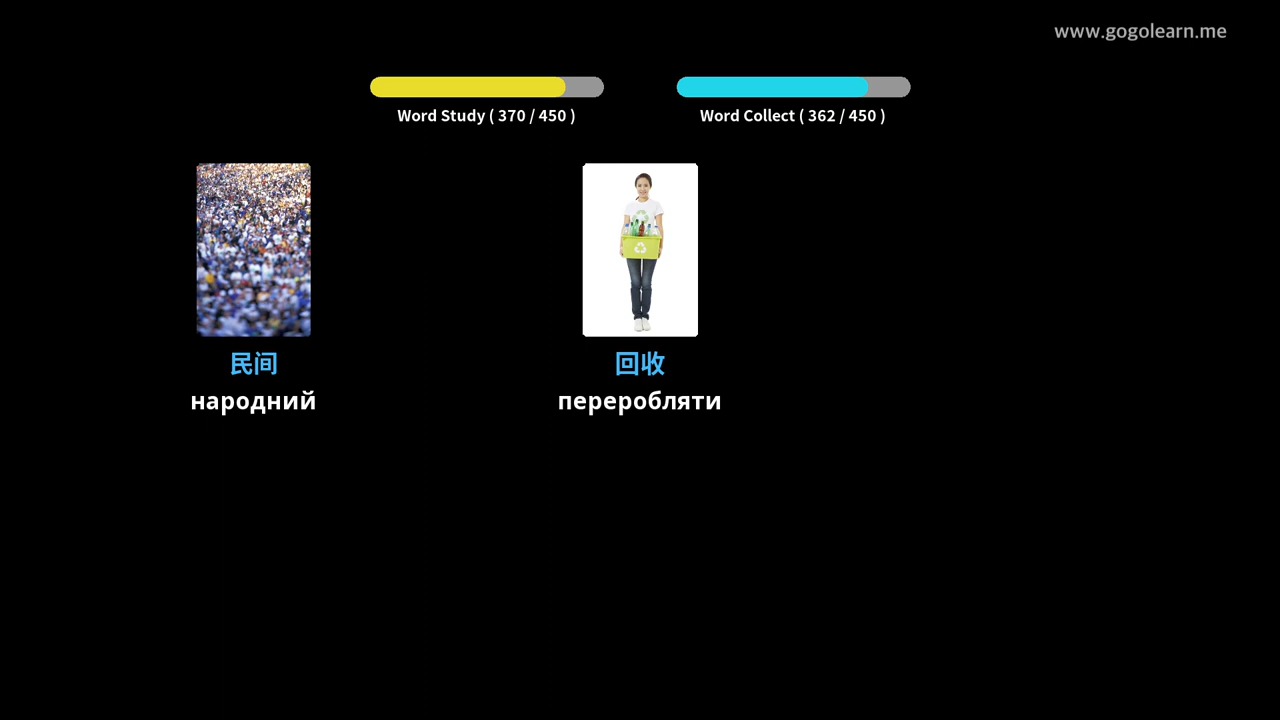 www.gogolearn.me
Word Study ( 370 / 450 )
Word Collect ( 362 / 450 )
民间
народний
回收
переробляти